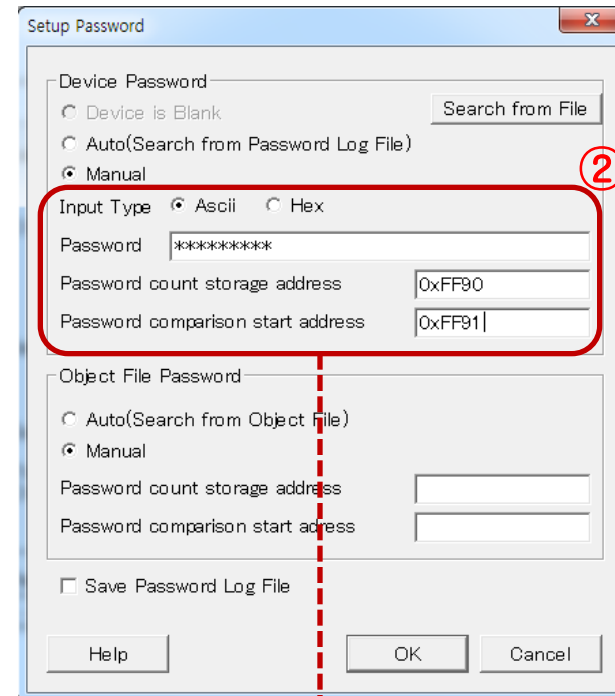 Setup Password
Device Password
Device is Blank
Search from File
Auto(Search from Password Log File)
Manual
②
Input Type Ascii Hex
Password *********
Password count storage address 0xFF90
Password comparison start address 0xFF91
Object File Password
Auto(Search from Object File)
Manual
Password count storage address
Password comparison start adress
Save Password Log File
Help OK Cancel